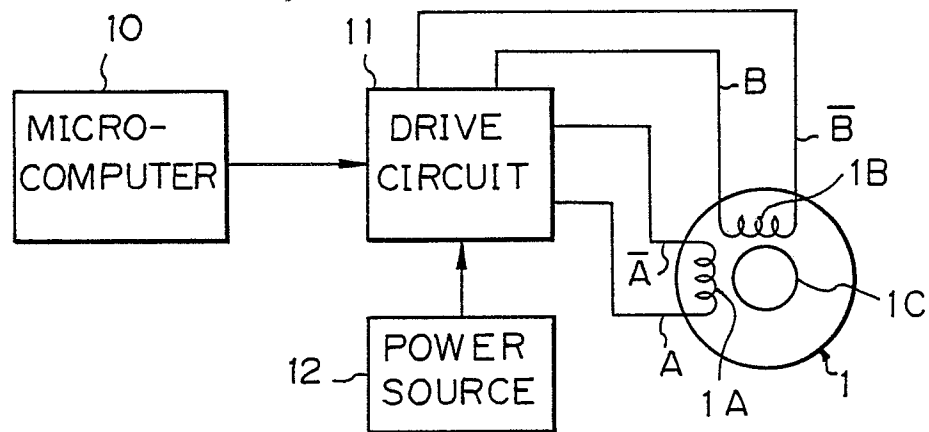 10
11
MICRO-
COMPUTER
DRIVE
CIRCUIT
B
B̅
1B
A̅
A
1A
1C
1
12
POWER
SOURCE